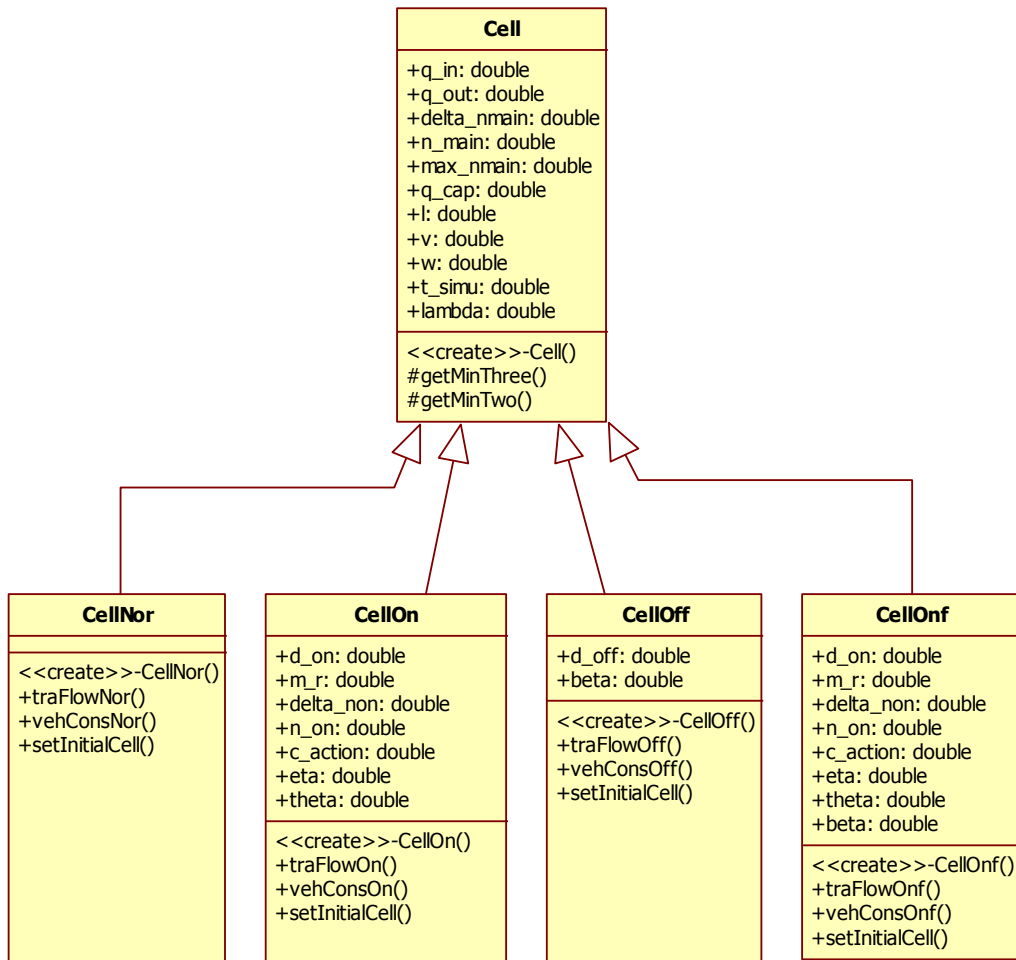 Cell
+q_in: double
+q_out: double
+delta_nmain: double
+n_main: double
+max_nmain: double
+q_cap: double
+l: double
+v: double
+w: double
+t_simu: double
+lambda: double
<<create>>-Cell()
#getMinThree()
#getMinTwo()
CellNor
<<create>>-CellNor()
+traFlowNor()
+vehConsNor()
+setInitialCell()
CellOn
+d_on: double
+m_r: double
+delta_non: double
+n_on: double
+c_action: double
+eta: double
+theta: double
<<create>>-CellOn()
+traFlowOn()
+vehConsOn()
+setInitialCell()
CellOff
+d_off: double
+beta: double
<<create>>-CellOff()
+traFlowOff()
+vehConsOff()
+setInitialCell()
CellOnf
+d_on: double
+m_r: double
+delta_non: double
+n_on: double
+c_action: double
+eta: double
+theta: double
+beta: double
<<create>>-CellOnf()
+traFlowOnf()
+vehConsOnf()
+setInitialCell()